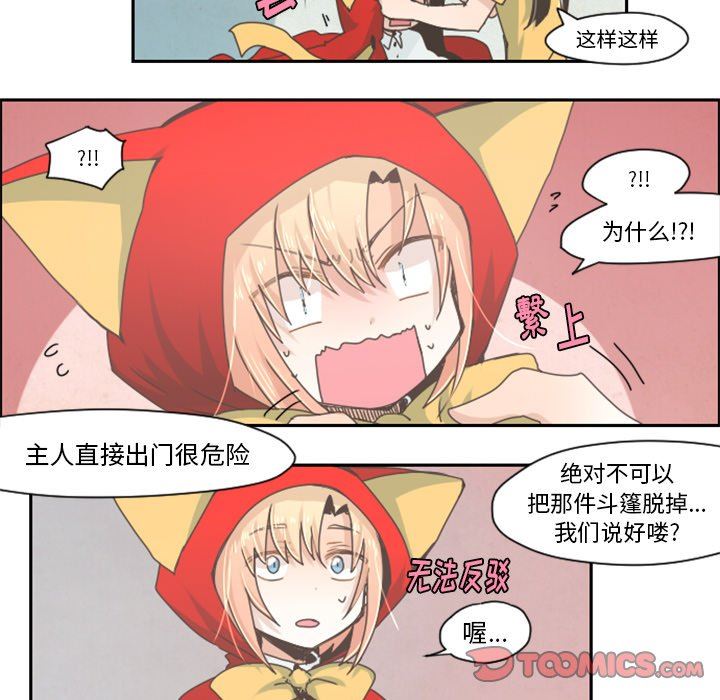 这样这样
?!!
?!!
为什么!?!
繫上
主人直接出门很危险
绝对不可以
把那件斗篷脱掉...
我们说好喽?
无法反驳
喔...
TOOMICS.COM